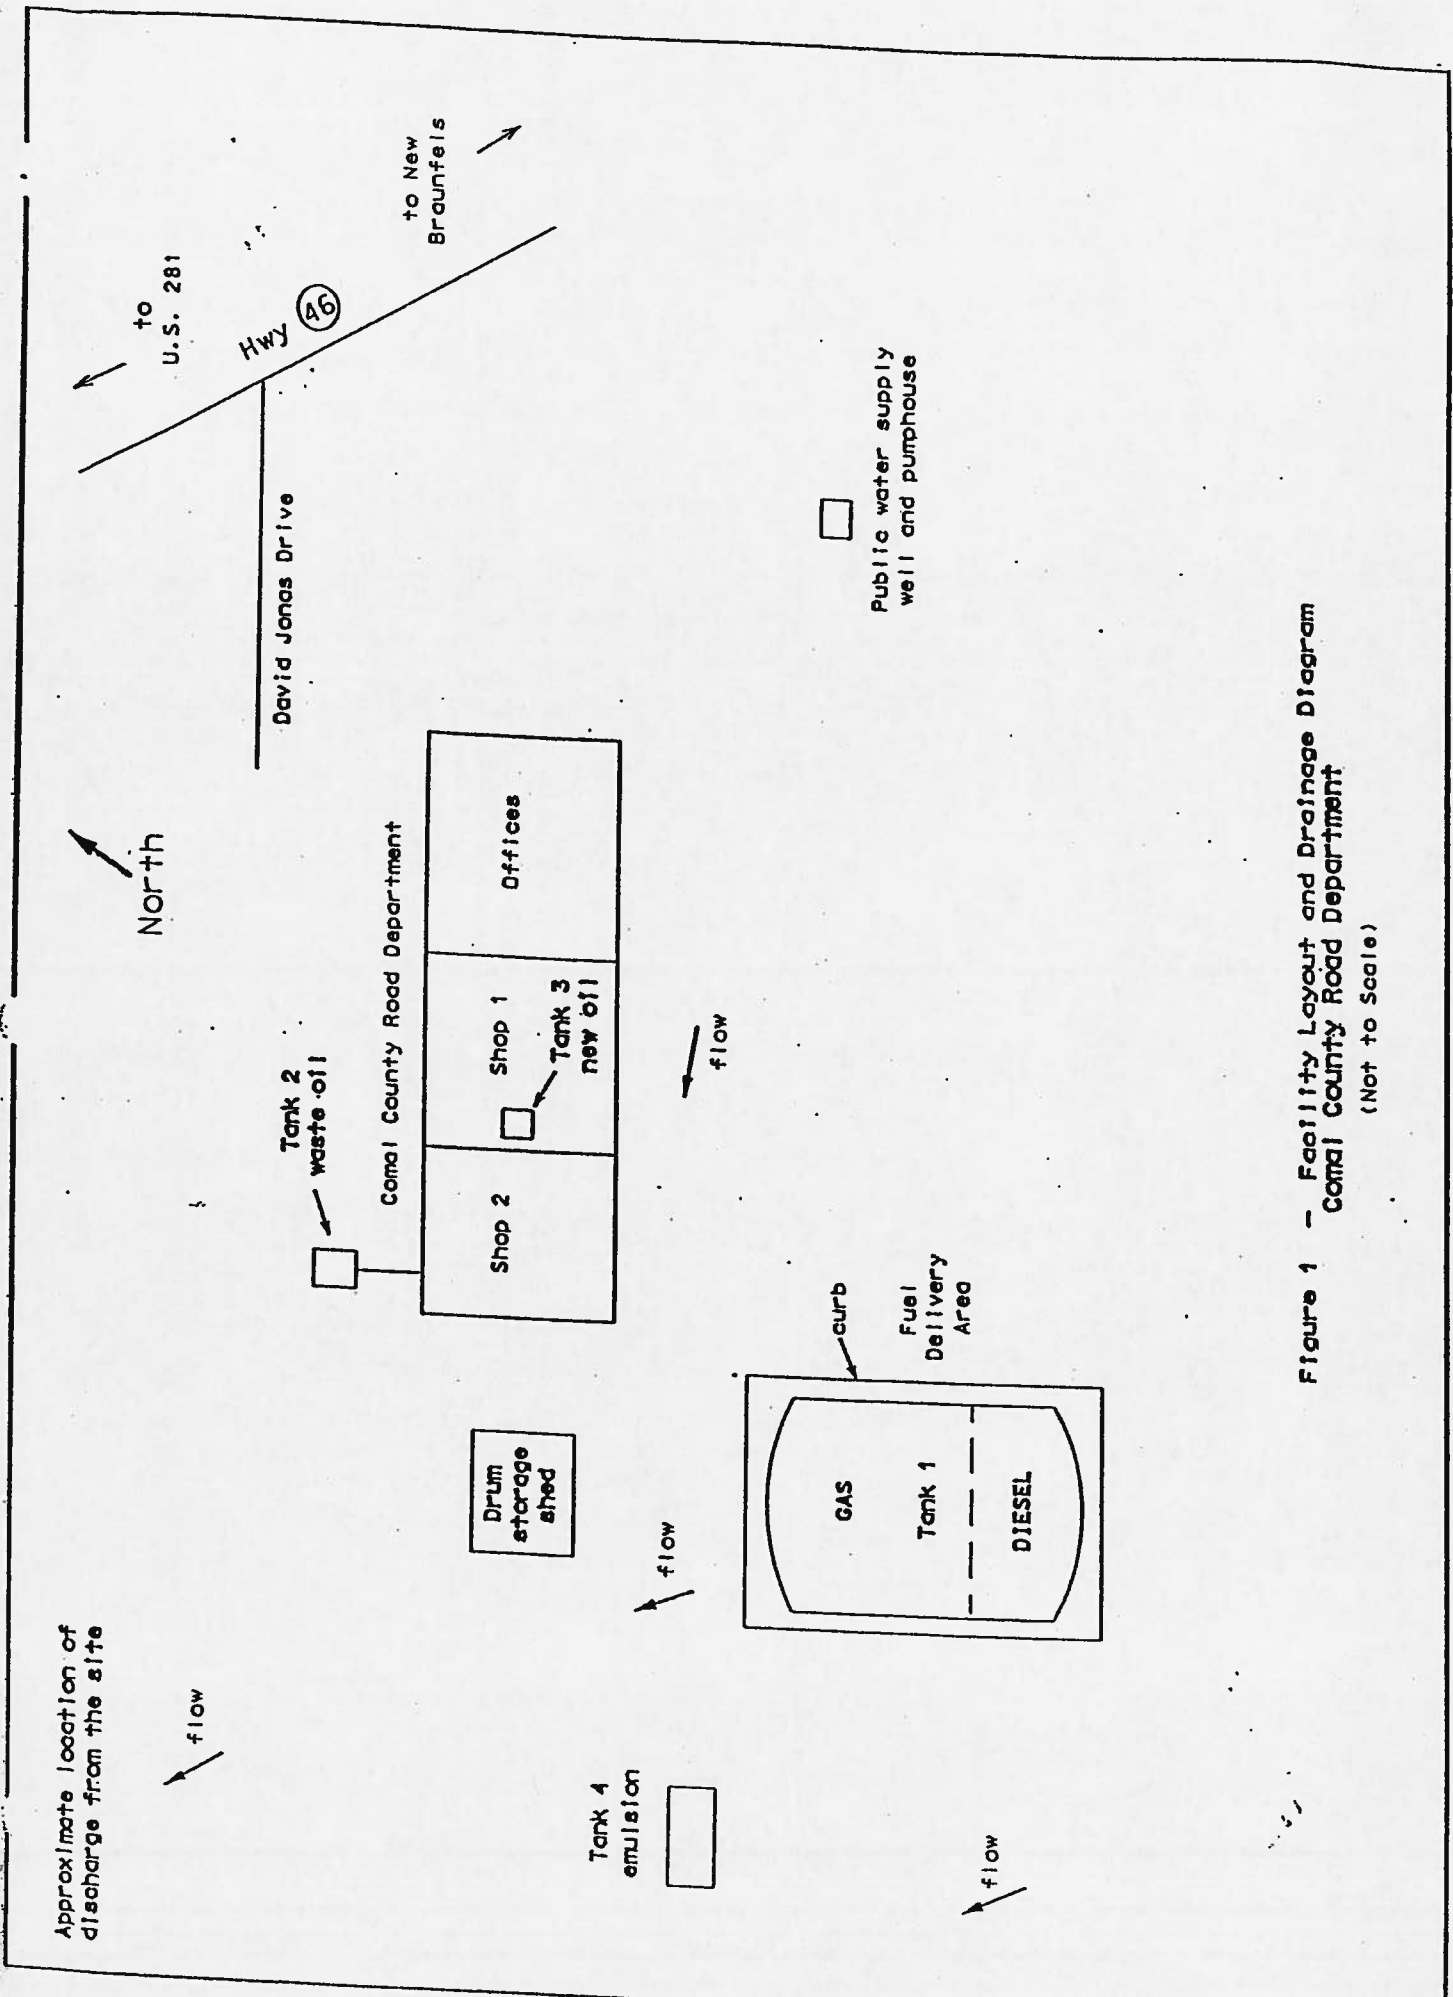 Approximate location of
discharge from the site
flow
North
to
U.S. 281
Hwy 46
to New
Braunfels
David Jonas Drive
Tank 2
waste oil
Comal County Road Department
Shop 2
Shop 1
Tank 3
new oil
Offices
Drum
storage
shed
flow
flow
Tank 4
emulsion
GAS
Tank 1
DIESEL
curb
Fuel
Delivery
Area
Public water supply
well and pumphouse
flow
Figure 1 - Facility Layout and Drainage Diagram
Comal County Road Department
(Not to Scale)